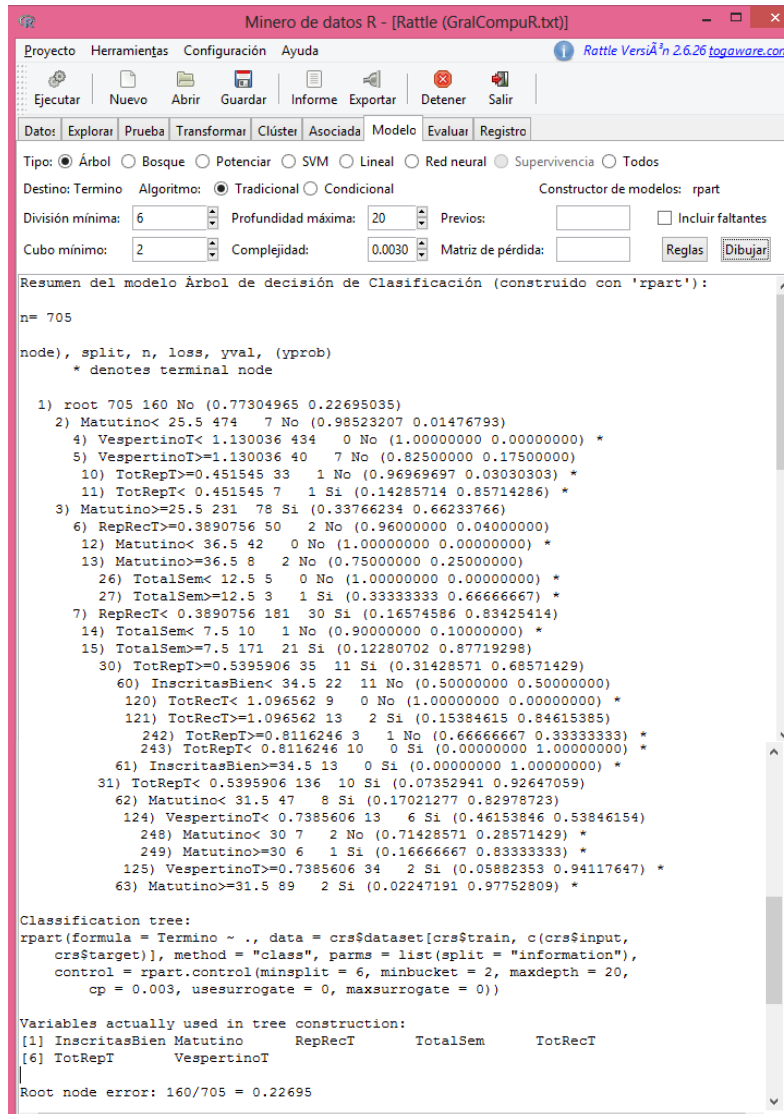 Minero de datos R - [Rattle (GralCompuR.txt)]
Proyecto Herramientas Configuración Ayuda Rattle VersiÃ³n 2.6.26 togaware.com
Ejecutar Nuevo Abrir Guardar Informe Exportar Detener Salir
Datos Explorar Prueba Transformar Clúster Asociada Modelo Evaluar Registro
Tipo: Árbol Bosque Potenciar SVM Lineal Red neural Supervivencia Todos
Destino: Termino Algoritmo: Tradicional Condicional Constructor de modelos: rpart
División mínima: 6 Profundidad máxima: 20 Previos: Incluir faltantes
Cubo mínimo: 2 Complejidad: 0.0030 Matriz de pérdida: Reglas Dibujar
Resumen del modelo Árbol de decisión de Clasificación (construido con 'rpart'):
n= 705
node), split, n, loss, yval, (yprob)
* denotes terminal node
1) root 705 160 No (0.77304965 0.22695035)
2) Matutino< 25.5 474 7 No (0.98523207 0.01476793)
4) VespertinoT< 1.130036 434 0 No (1.00000000 0.00000000) *
5) VespertinoT>=1.130036 40 7 No (0.82500000 0.17500000)
10) TotRepT>=0.451545 33 1 No (0.96969697 0.03030303) *
11) TotRepT< 0.451545 7 1 Si (0.14285714 0.85714286) *
3) Matutino>=25.5 231 78 Si (0.33766234 0.66233766)
6) RepRecT>=0.3890756 50 2 No (0.96000000 0.04000000)
12) Matutino< 36.5 42 0 No (1.00000000 0.00000000) *
13) Matutino>=36.5 8 2 No (0.75000000 0.25000000)
26) TotalSem< 12.5 5 0 No (1.00000000 0.00000000) *
27) TotalSem>=12.5 3 1 Si (0.33333333 0.66666667) *
7) RepRecT< 0.3890756 181 30 Si (0.16574586 0.83425414)
14) TotalSem< 7.5 10 1 No (0.90000000 0.10000000) *
15) TotalSem>=7.5 171 21 Si (0.12280702 0.87719298)
30) TotRepT>=0.5395906 35 11 Si (0.31428571 0.68571429)
60) InscritasBien< 34.5 22 11 No (0.50000000 0.50000000)
120) TotRecT< 1.096562 9 0 No (1.00000000 0.00000000) *
121) TotRecT>=1.096562 13 2 Si (0.15384615 0.84615385)
242) TotRepT>=0.8116246 3 1 No (0.66666667 0.33333333) *
243) TotRepT< 0.8116246 10 0 Si (0.00000000 1.00000000) *
61) InscritasBien>=34.5 13 0 Si (0.00000000 1.00000000) *
31) TotRepT< 0.5395906 136 10 Si (0.07352941 0.92647059)
62) Matutino< 31.5 47 8 Si (0.17021277 0.82978723)
124) VespertinoT< 0.7385606 13 6 Si (0.46153846 0.53846154)
248) Matutino< 30 7 2 No (0.71428571 0.28571429) *
249) Matutino>=30 6 1 Si (0.16666667 0.83333333) *
125) VespertinoT>=0.7385606 34 2 Si (0.05882353 0.94117647) *
63) Matutino>=31.5 89 2 Si (0.02247191 0.97752809) *
Classification tree:
rpart(formula = Termino ~ ., data = crs$dataset[crs$train, c(crs$input,
crs$target)], method = "class", parms = list(split = "information"),
control = rpart.control(minsplit = 6, minbucket = 2, maxdepth = 20,
cp = 0.003, usesurrogate = 0, maxsurrogate = 0))
Variables actually used in tree construction:
[1] InscritasBien Matutino RepRecT TotalSem TotRecT
[6] TotRepT VespertinoT
Root node error: 160/705 = 0.22695